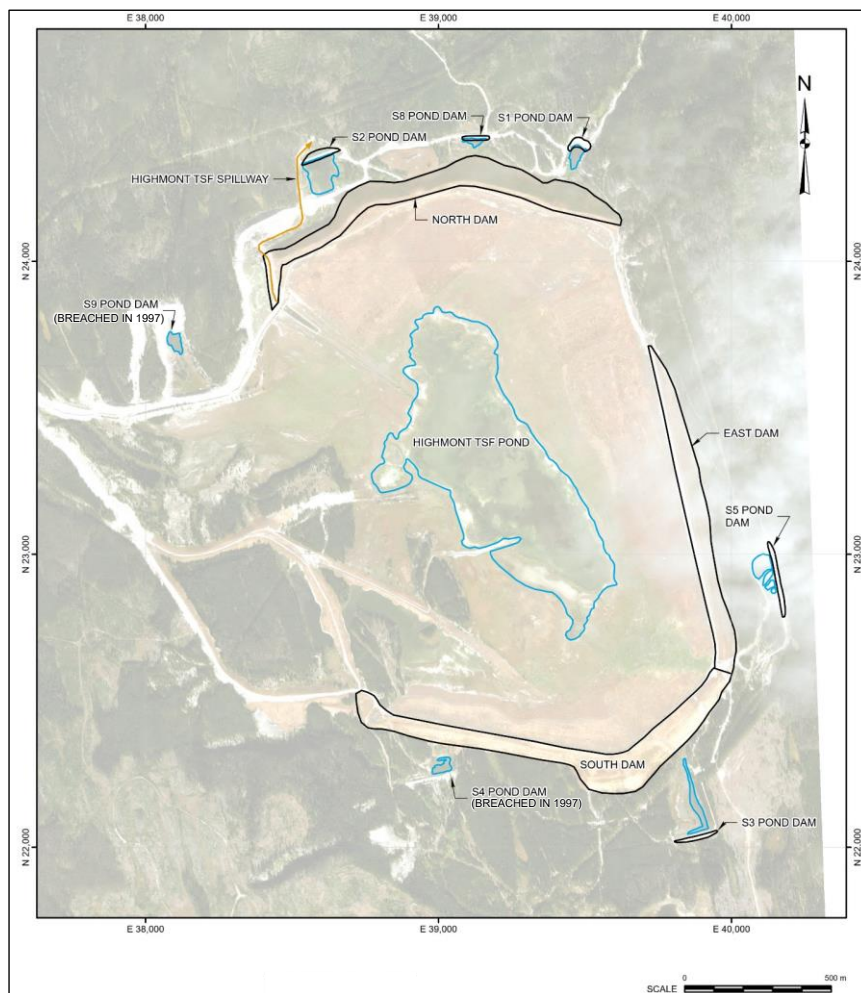 E 38,000
E 39,000
E 40,000
N
S8 POND DAM
S1 POND DAM
S2 POND DAM
HIGHMONT TSF SPILLWAY
NORTH DAM
N 24,000
N 24,000
S9 POND DAM
(BREACHED IN 1997)
EAST DAM
HIGHMONT TSF POND
S5 POND
DAM
N 23,000
N 23,000
SOUTH DAM
S4 POND DAM
(BREACHED IN 1997)
S3 POND DAM
N 22,000
N 22,000
E 38,000
E 39,000
E 40,000
0
500 m
SCALE